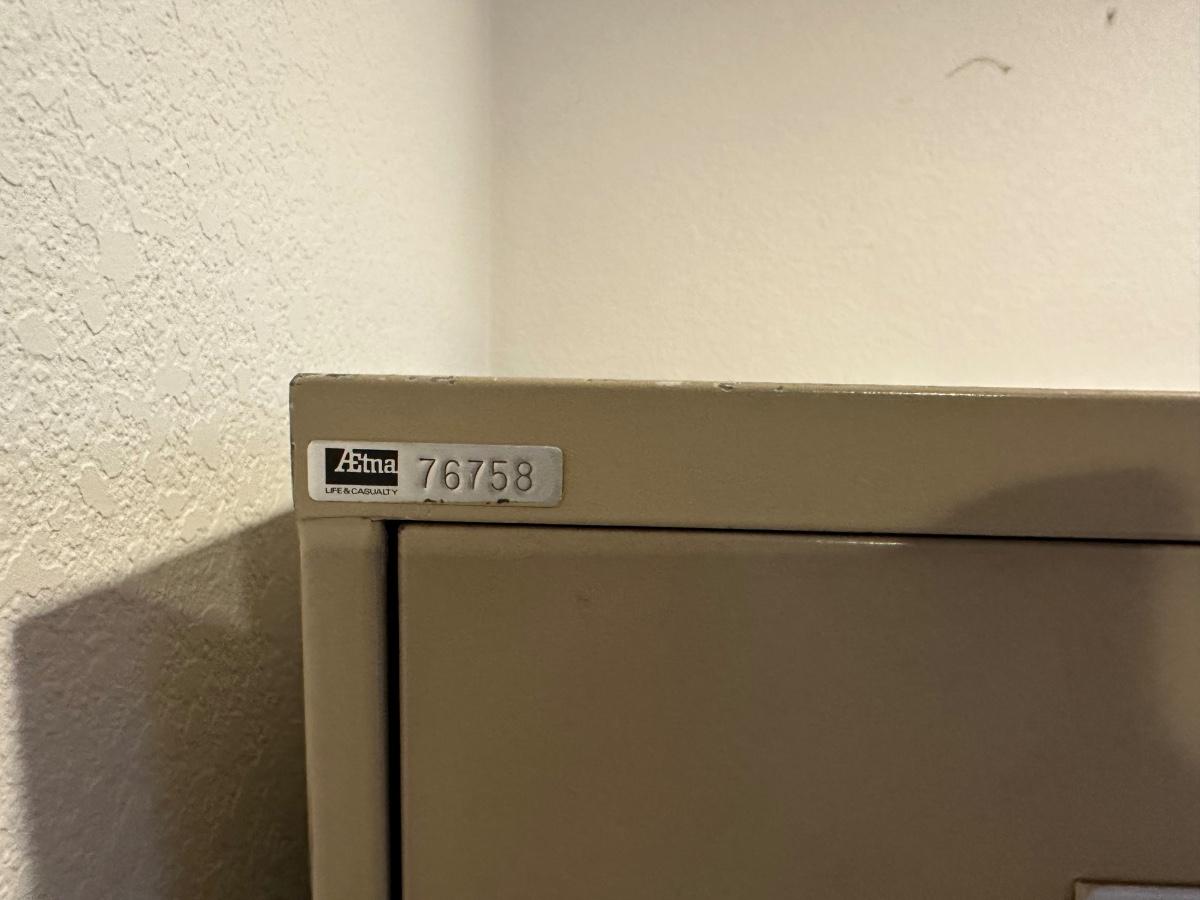 Ætna 76758
LIFE & CASUALTY